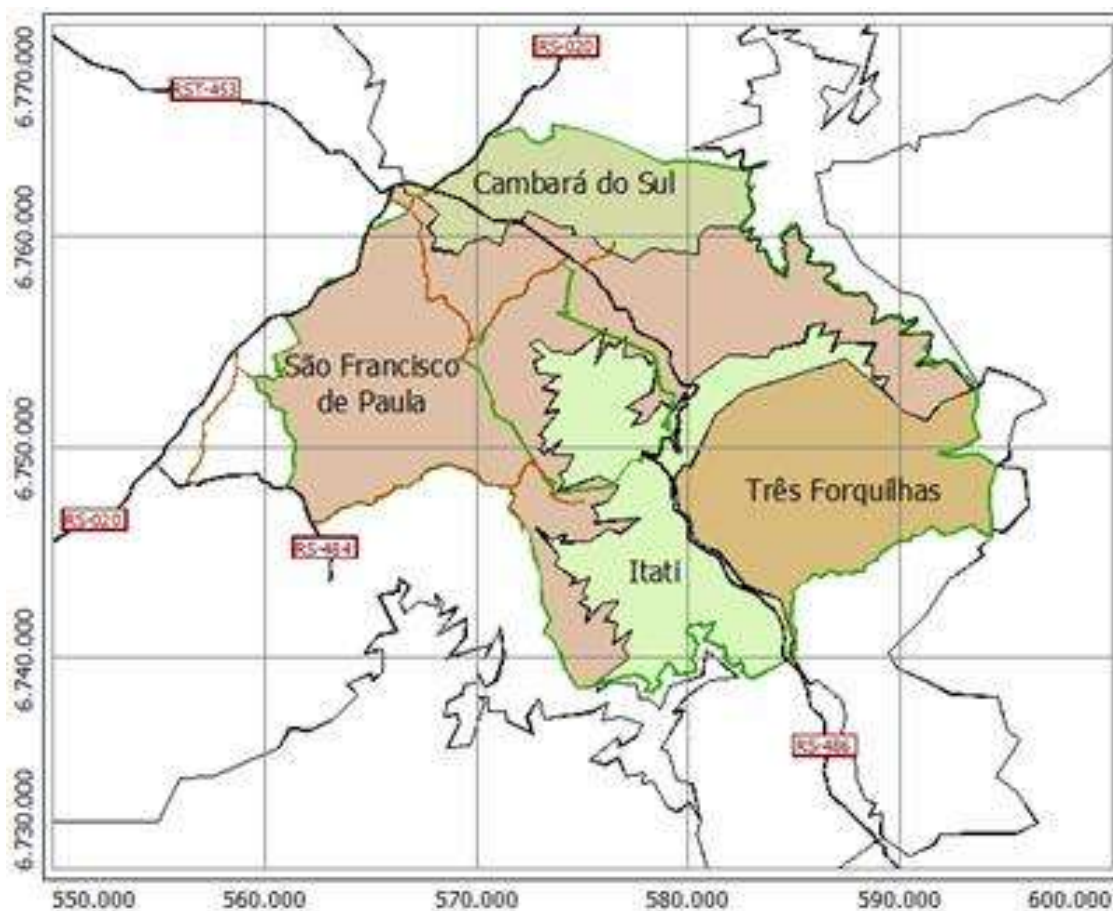 6.770.000
6.760.000
6.750.000
6.740.000
6.730.000
RS-020
RST-453
Cambará do Sul
São Francisco
de Paula
Três Forquilhas
RS-020
RS-484
Itati
RS-486
550.000
560.000
570.000
580.000
590.000
600.000